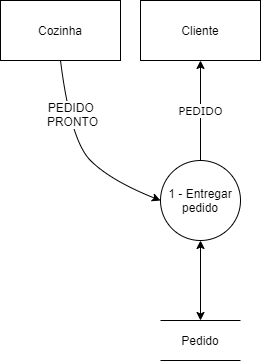 Cozinha
Cliente
PEDIDO
PRONTO
PEDIDO
1 - Entregar
pedido
Pedido